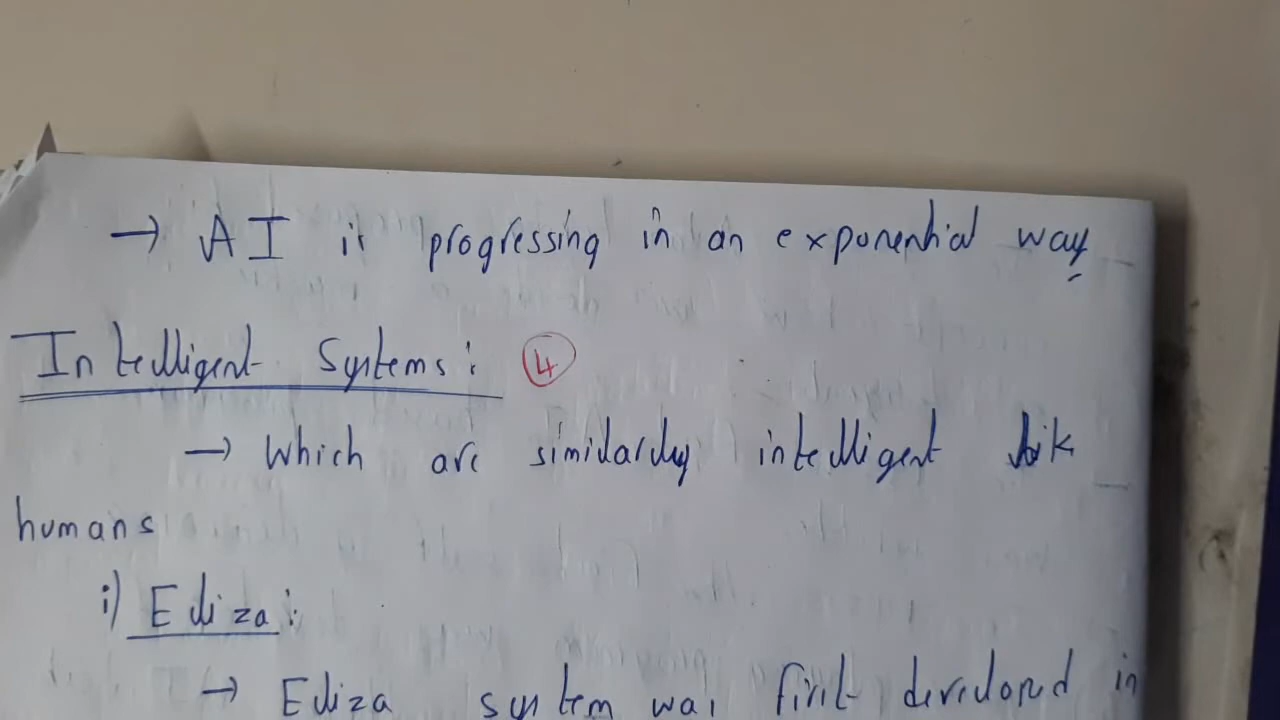 → AI is progressing in an exponential way
Intelligent Systems: 4
→ Which are similarly intelligent like
humans
i) Eliza:
→ Eliza system was first developed in